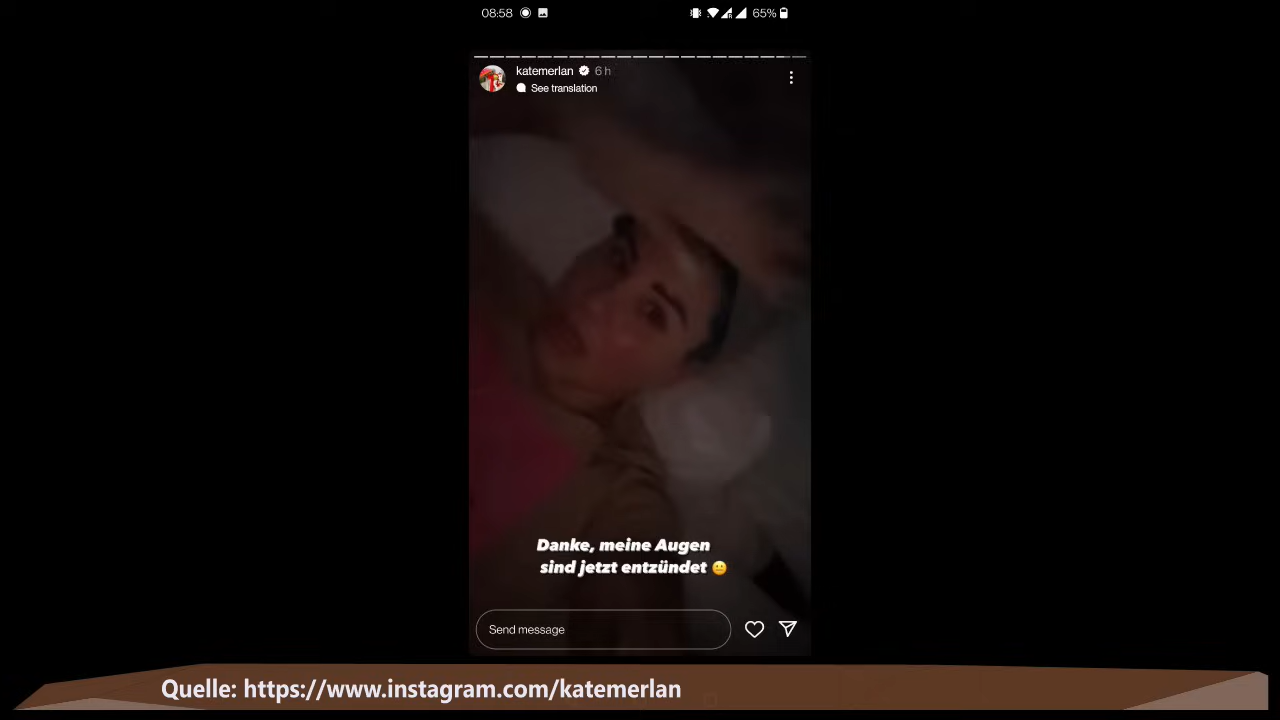 08:58
65%
katemerlan 6 h
See translation
Danke, meine Augen
sind jetzt entzündet 😐
Send message
Quelle: https://www.instagram.com/katemerlan